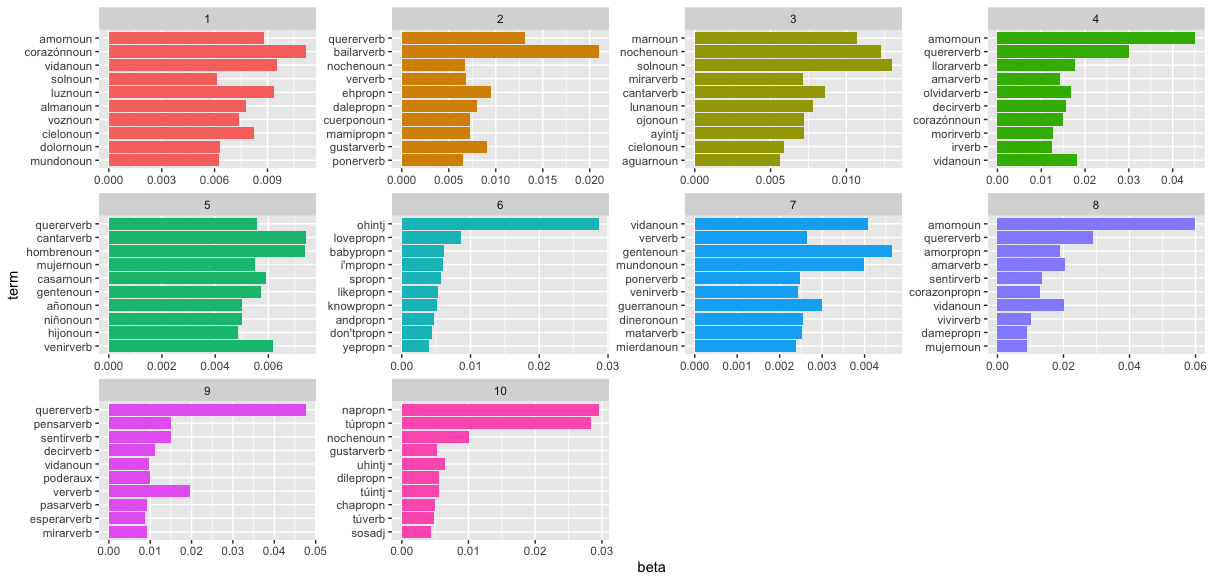 1
amornoun
corazónnoun
vidanoun
solnoun
luznoun
almanoun
voznoun
cielonoun
dolornoun
mundonoun
0.000 0.003 0.006 0.009
2
quererverb
bailarverb
nochenoun
ververb
ehpropn
dalepropn
cuerponoun
mamipropn
gustarverb
ponerverb
0.000 0.005 0.010 0.015 0.020
3
marnoun
nochenoun
solnoun
mirarverb
cantarverb
lunanoun
ojonoun
ayintj
cielonoun
aguanoun
0.000 0.005 0.010
4
amornoun
quererverb
llorarverb
amarverb
olvidarverb
decirverb
corazónnoun
morirverb
irverb
vidanoun
0.00 0.01 0.02 0.03 0.04
term
5
quererverb
cantarverb
hombrenoun
mujernoun
casarnoun
gentenoun
añonoun
niñonoun
hijonoun
venirverb
0.000 0.002 0.004 0.006
6
ohintj
lovepropn
babypropn
i'mpropn
spropn
likepropn
knowpropn
andpropn
don'tpropn
yepropn
0.00 0.01 0.02 0.03
7
vidanoun
ververb
gentenoun
mundonoun
ponerverb
venirverb
guerranoun
dineronoun
matarverb
mierdanoun
0.000 0.001 0.002 0.003 0.004
8
amornoun
quererverb
amorpropn
amarverb
sentirverb
corazonpropn
vidanoun
vivirverb
damepropn
mujernoun
0.00 0.02 0.04 0.06
9
quererverb
pensarverb
sentirverb
decirverb
vidanoun
poderaux
ververb
pasarverb
esperarverb
mirarverb
0.00 0.01 0.02 0.03 0.04 0.05
10
napropn
túpropn
nochenoun
gustarverb
uhintj
dilepropn
túintj
chapropn
túverb
sosadj
0.00 0.01 0.02 0.03
beta